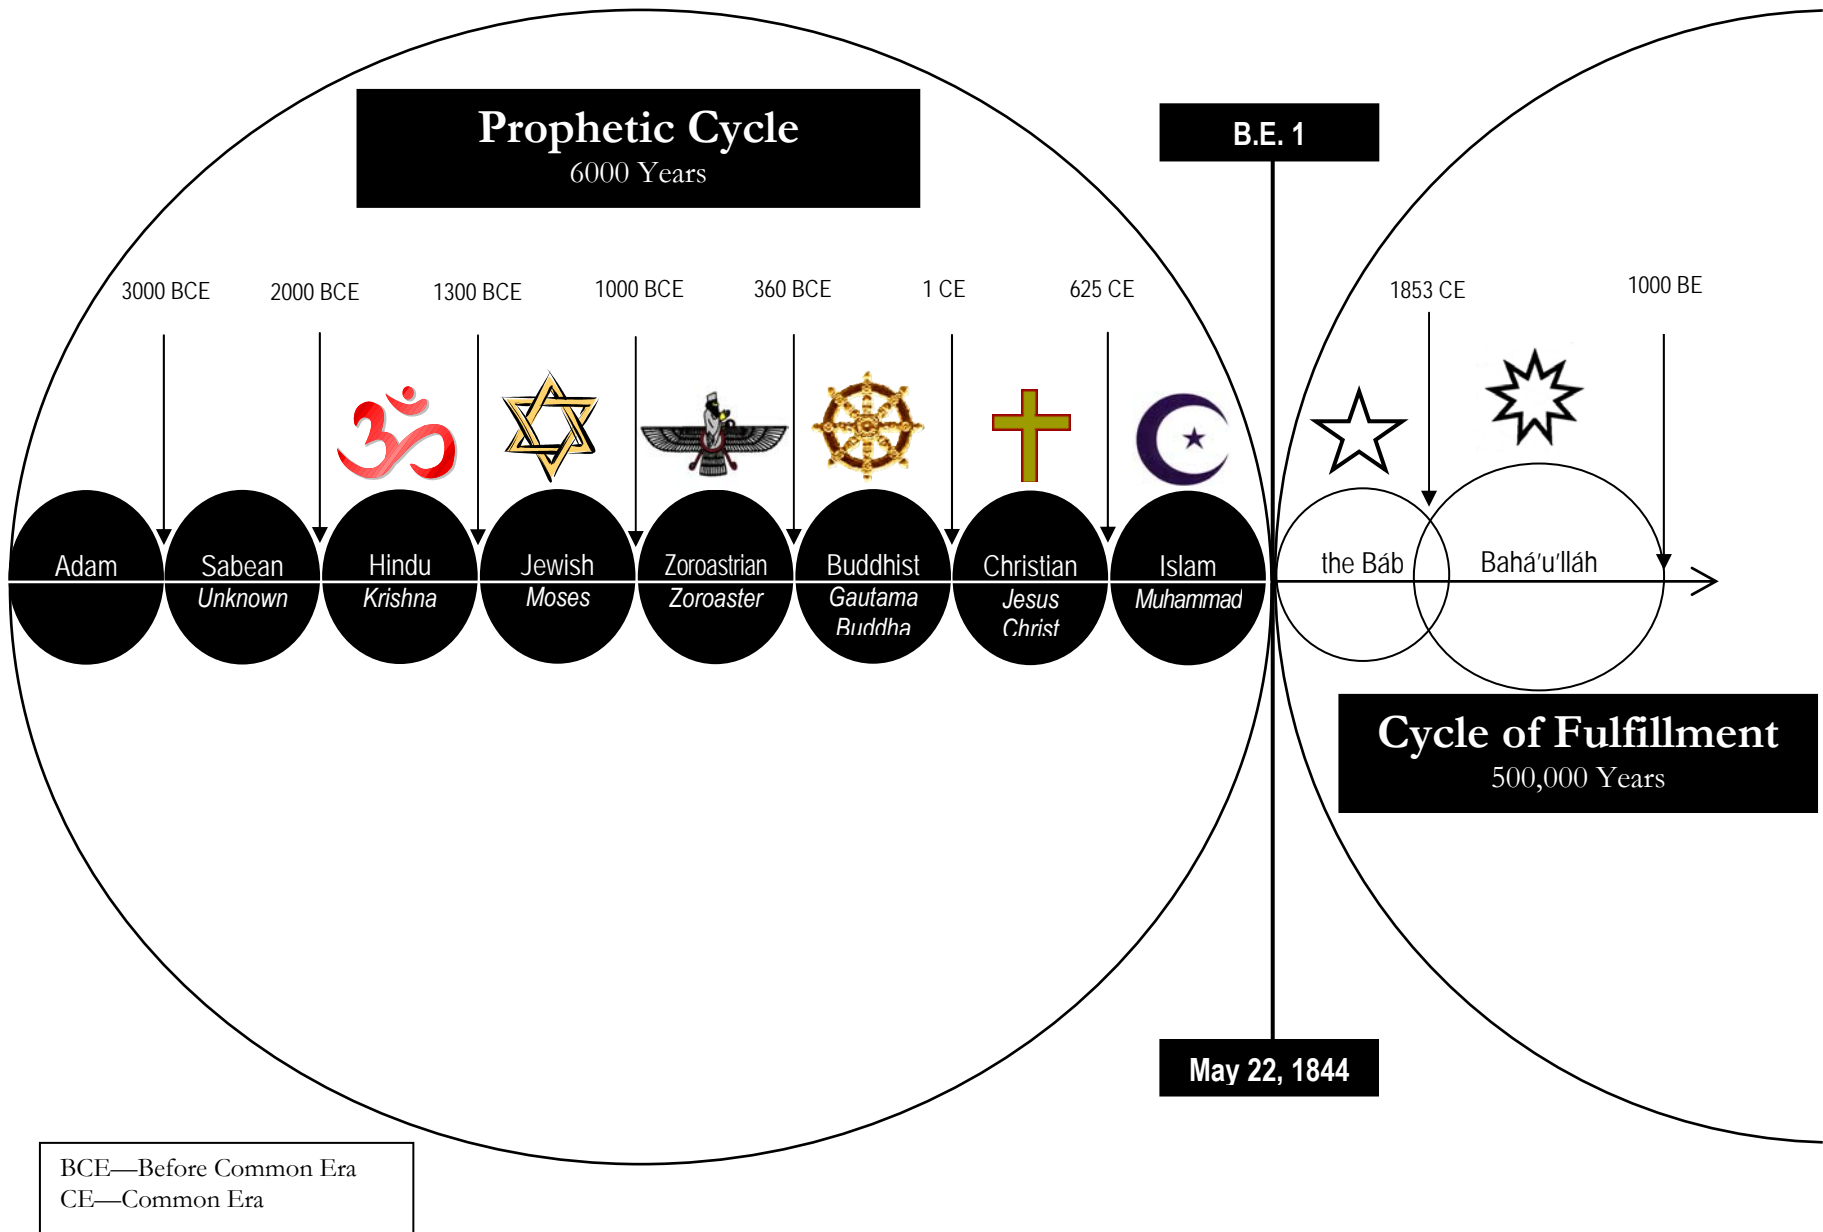 Prophetic Cycle
6000 Years
B.E. 1
3000 BCE
2000 BCE
1300 BCE
1000 BCE
360 BCE
1 CE
625 CE
1853 CE
1000 BE
Adam
Sabean
Unknown
Hindu
Krishna
Jewish
Moses
Zoroastrian
Zoroaster
Buddhist
Gautama
Buddha
Christian
Jesus
Christ
Islam
Muhammad
the Báb
Bahá'u'lláh
Cycle of Fulfillment
500,000 Years
May 22, 1844
BCE—Before Common Era
CE—Common Era